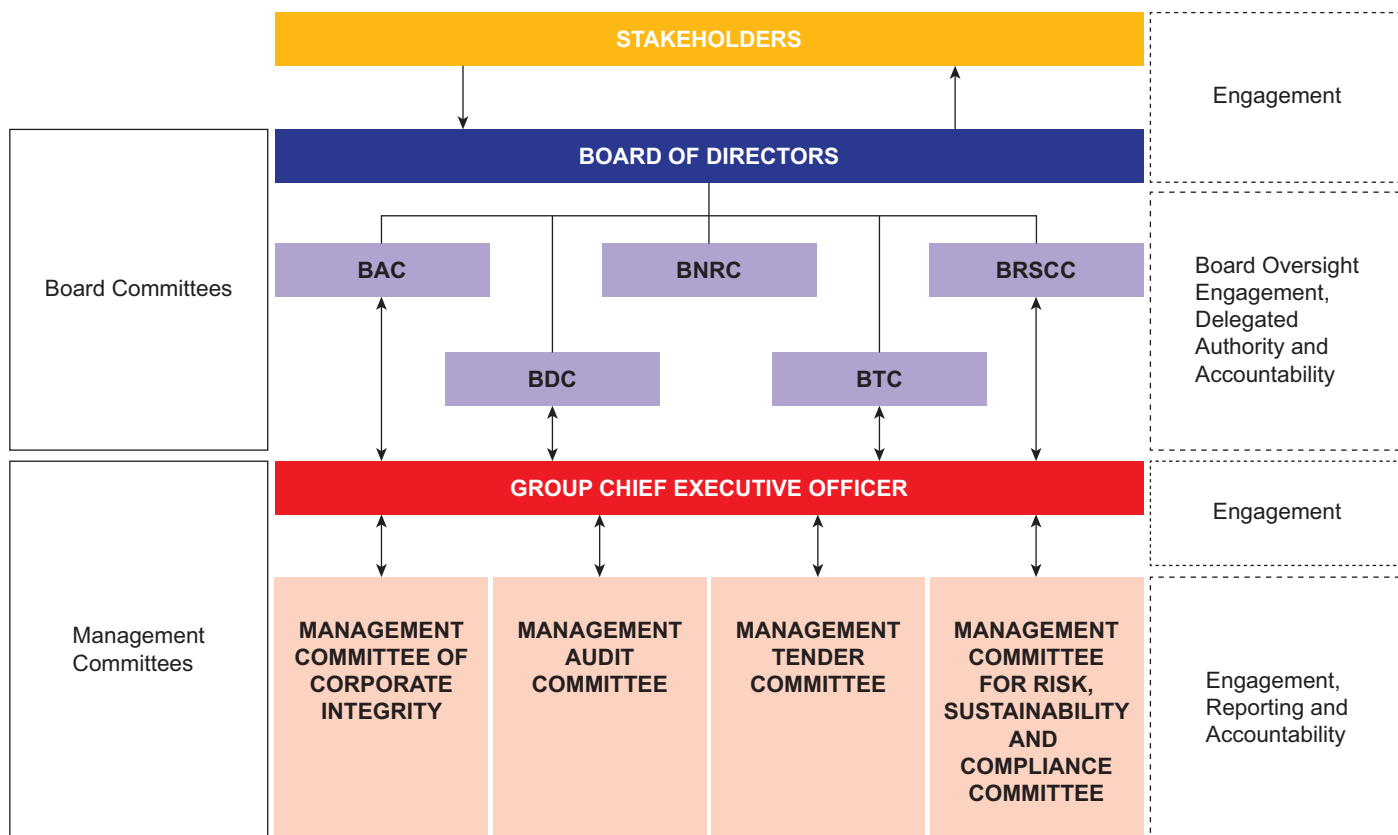 STAKEHOLDERS
Engagement
BOARD OF DIRECTORS
Board Committees
BAC
BNRC
BRSCC
BDC
BTC
Board Oversight
Engagement,
Delegated
Authority and
Accountability
GROUP CHIEF EXECUTIVE OFFICER
Engagement
Management
Committees
MANAGEMENT
COMMITTEE OF
CORPORATE
INTEGRITY
MANAGEMENT
AUDIT
COMMITTEE
MANAGEMENT
TENDER
COMMITTEE
MANAGEMENT
COMMITTEE
FOR RISK,
SUSTAINABILITY
AND
COMPLIANCE
COMMITTEE
Engagement,
Reporting and
Accountability